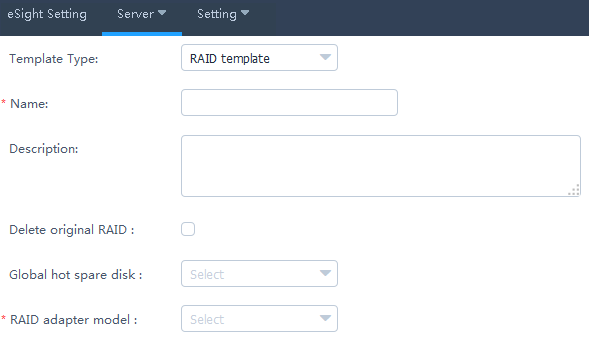 eSight Setting Server Setting
Template Type: RAID template
* Name:
Description:
Delete original RAID :
Global hot spare disk : Select
* RAID adapter model : Select